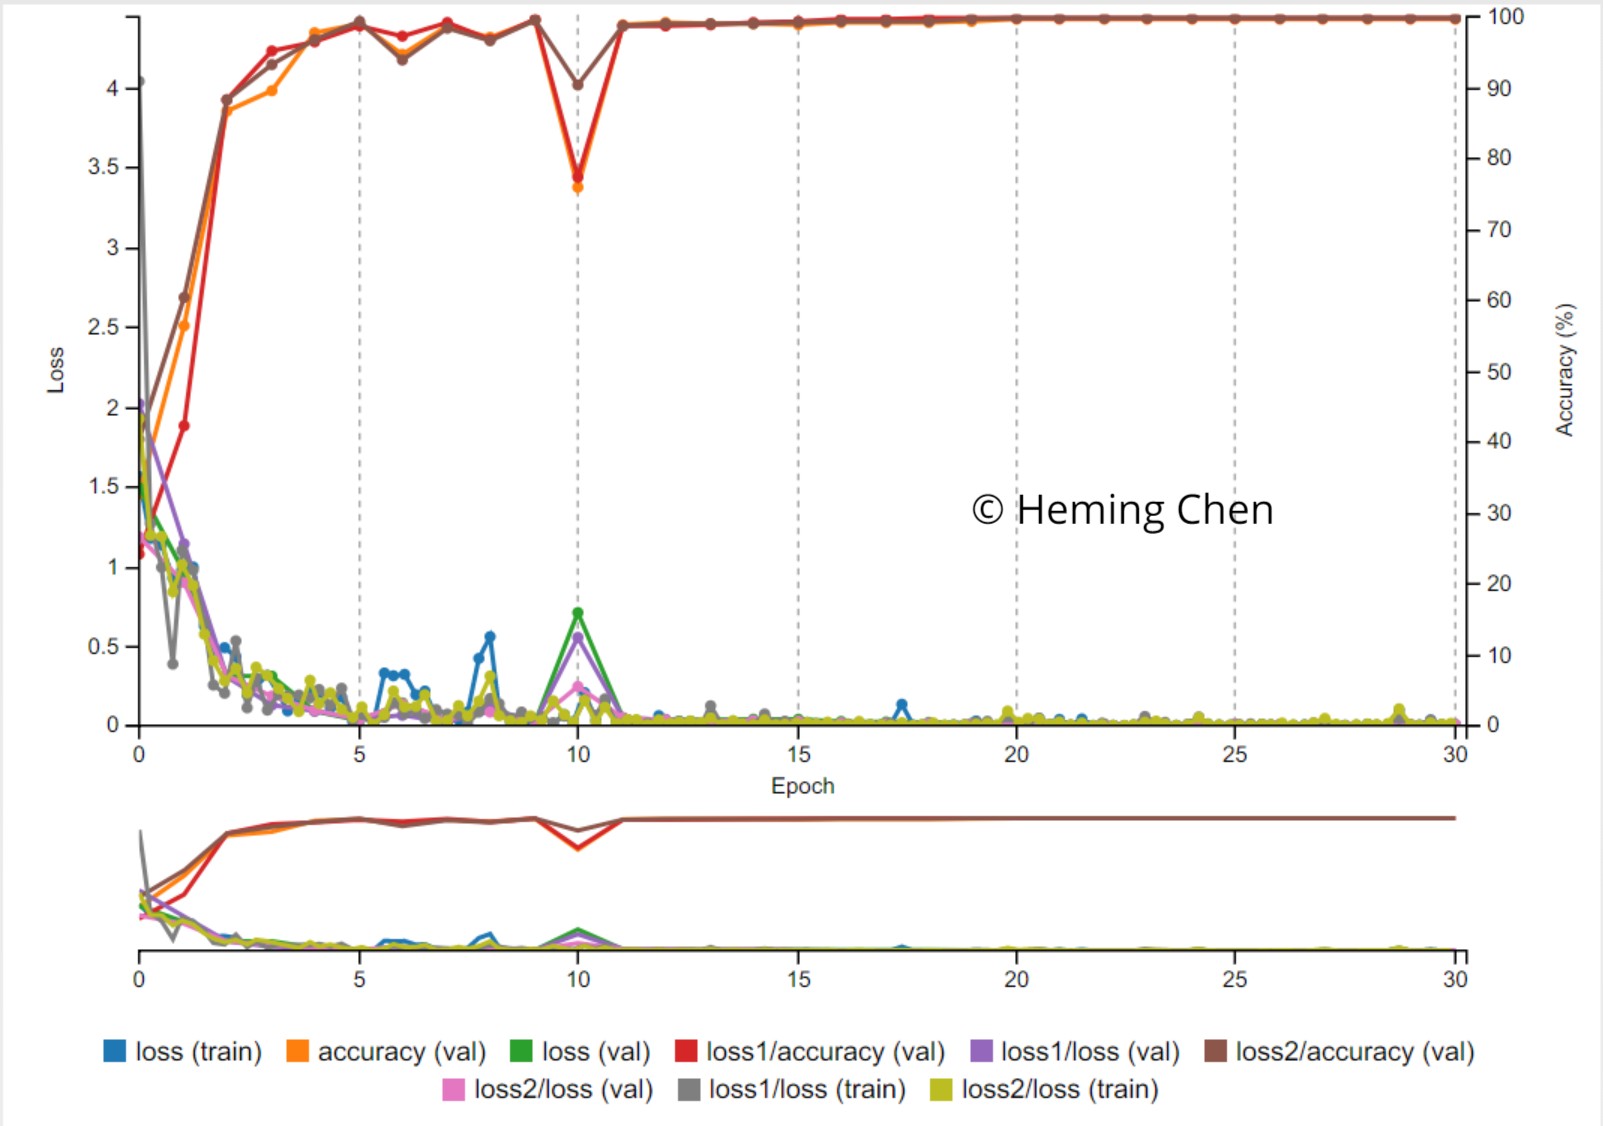 100
4
90
3.5
80
3
70
2.5
60
Loss
50
Accuracy (%)
2
40
1.5
30
© Heming Chen
1
20
0.5
10
0
0
0 5 10 15 20 25 30
Epoch
0 5 10 15 20 25 30
loss (train) accuracy (val) loss (val) loss1/accuracy (val) loss1/loss (val) loss2/accuracy (val)
loss2/loss (val) loss1/loss (train) loss2/loss (train)